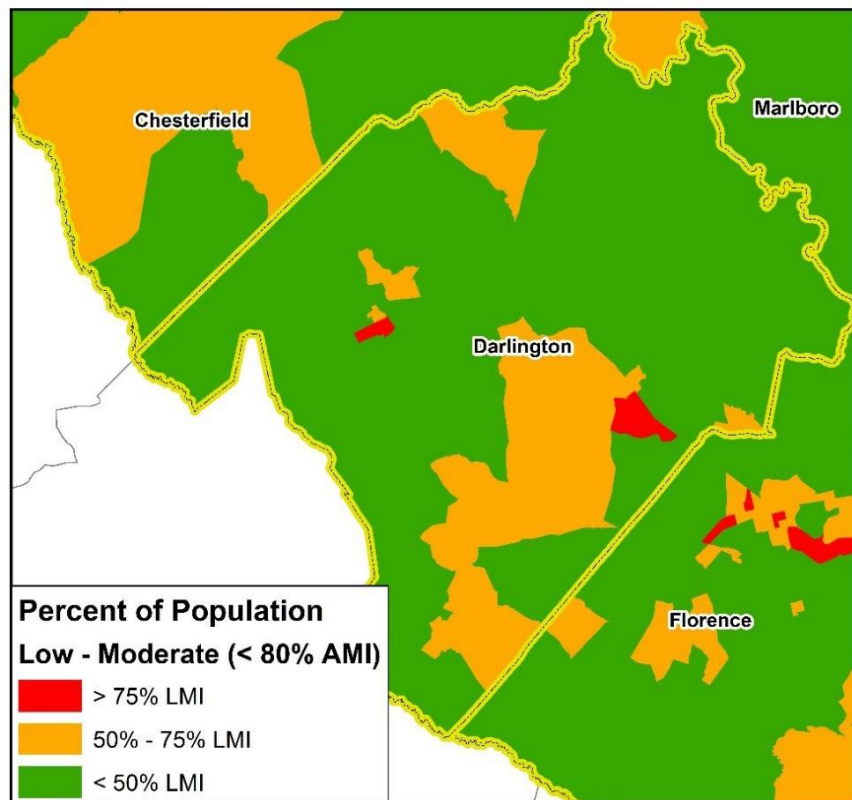 Chesterfield
Marlboro
Darlington
Florence
Percent of Population
Low - Moderate (< 80% AMI)
> 75% LMI
50% - 75% LMI
< 50% LMI